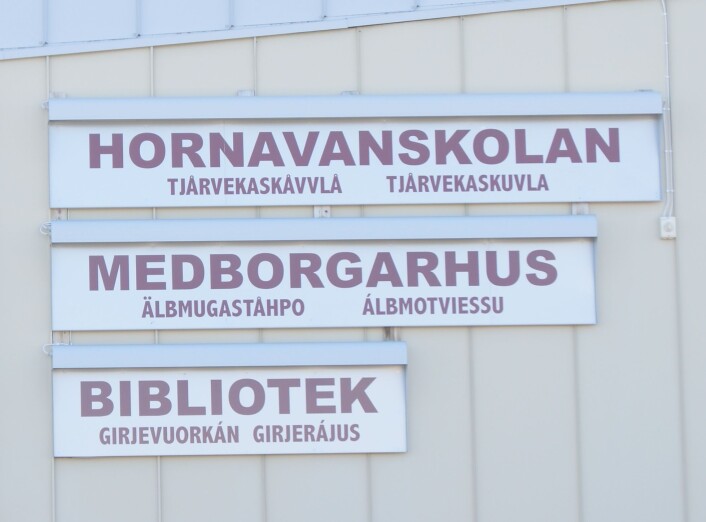 HORNAVANSKOLAN
TJÅRVEKASKÅVVLÅ TJÅRVEKASKUVLA
MEDBORGARHUS
ÄLBMUGASTÅHPO ÁLBMOTVIESSU
BIBLIOTEK
GIRJEVUORKÁN GIRJERÁJUS